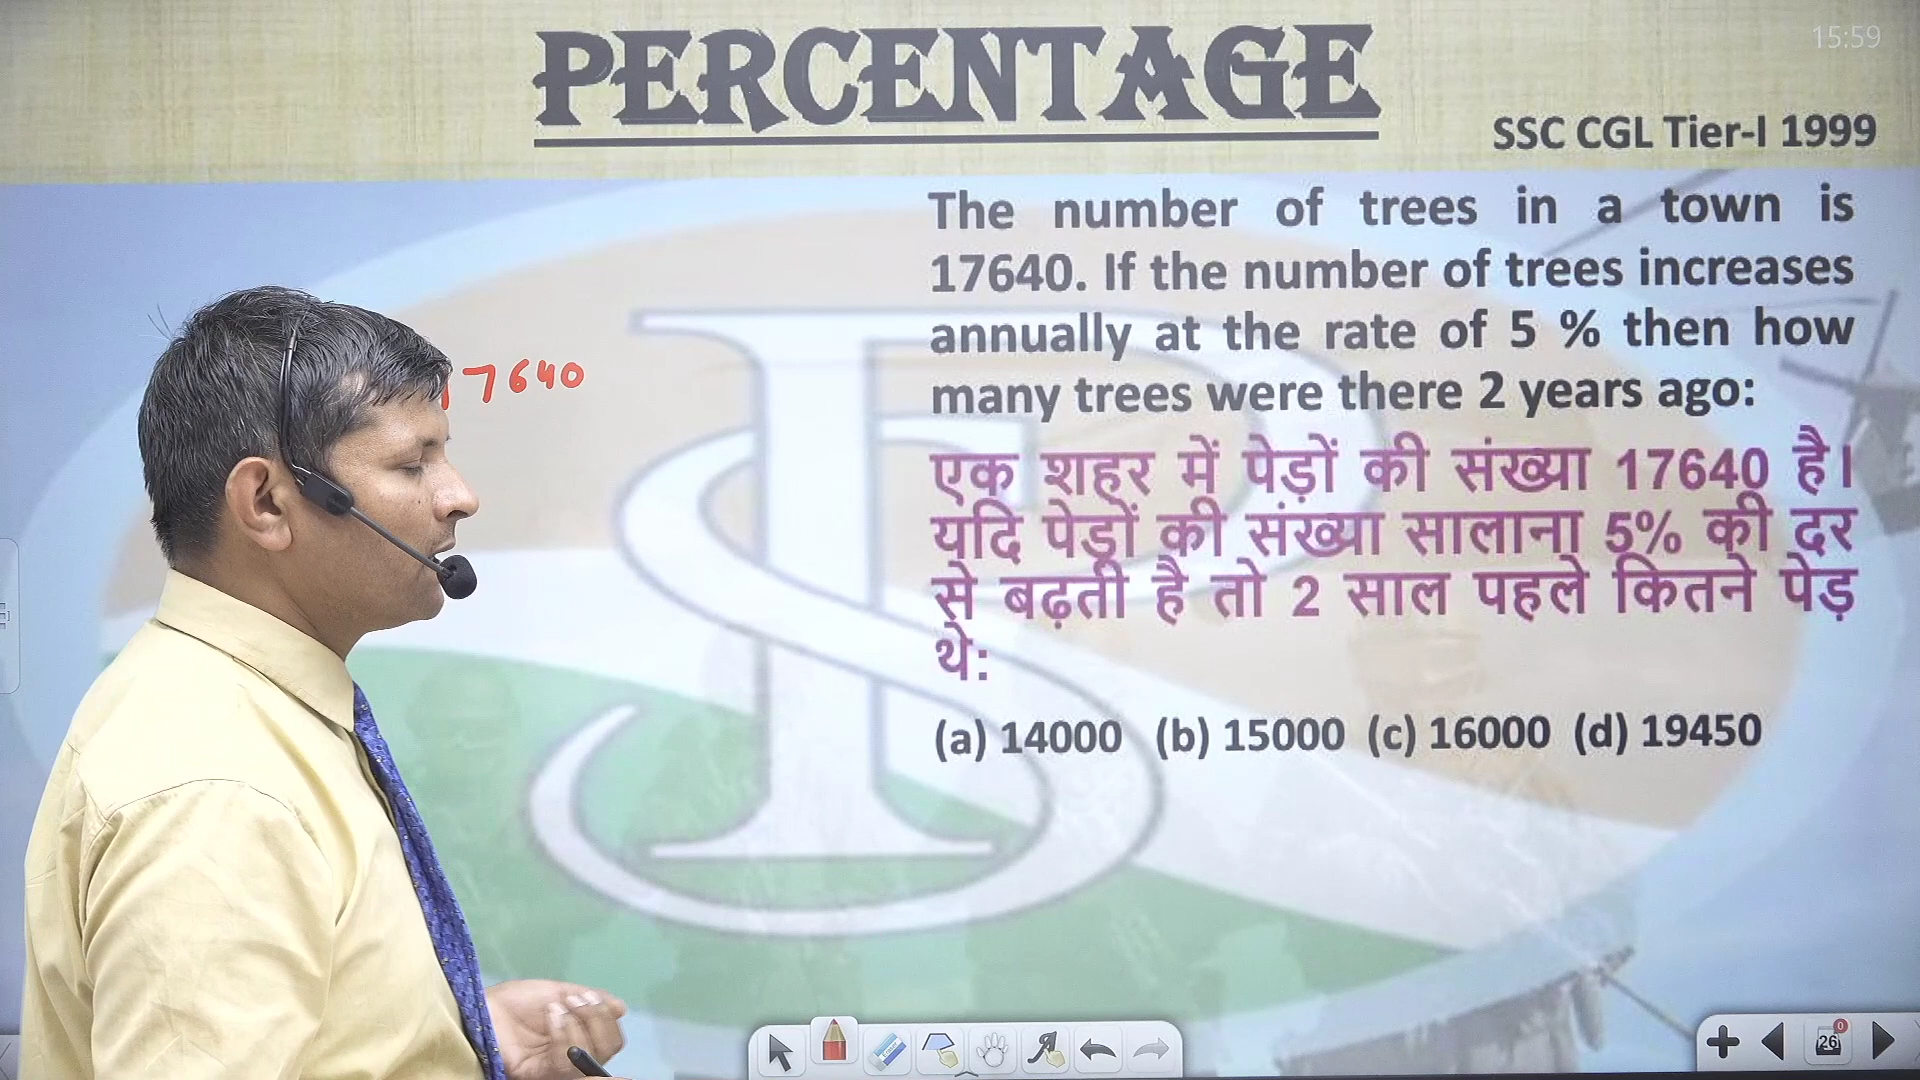 PERCENTAGE
15:59
SSC CGL Tier-I 1999
The number of trees in a town is
17640. If the number of trees increases
annually at the rate of 5 % then how
many trees were there 2 years ago:
एक शहर में पेड़ों की संख्या 17640 है।
यदि पेड़ों की संख्या सालाना 5% की दर
से बढ़ती है तो 2 साल पहले कितने पेड़
थे:
(a) 14000 (b) 15000 (c) 16000 (d) 19450
17640
26
0